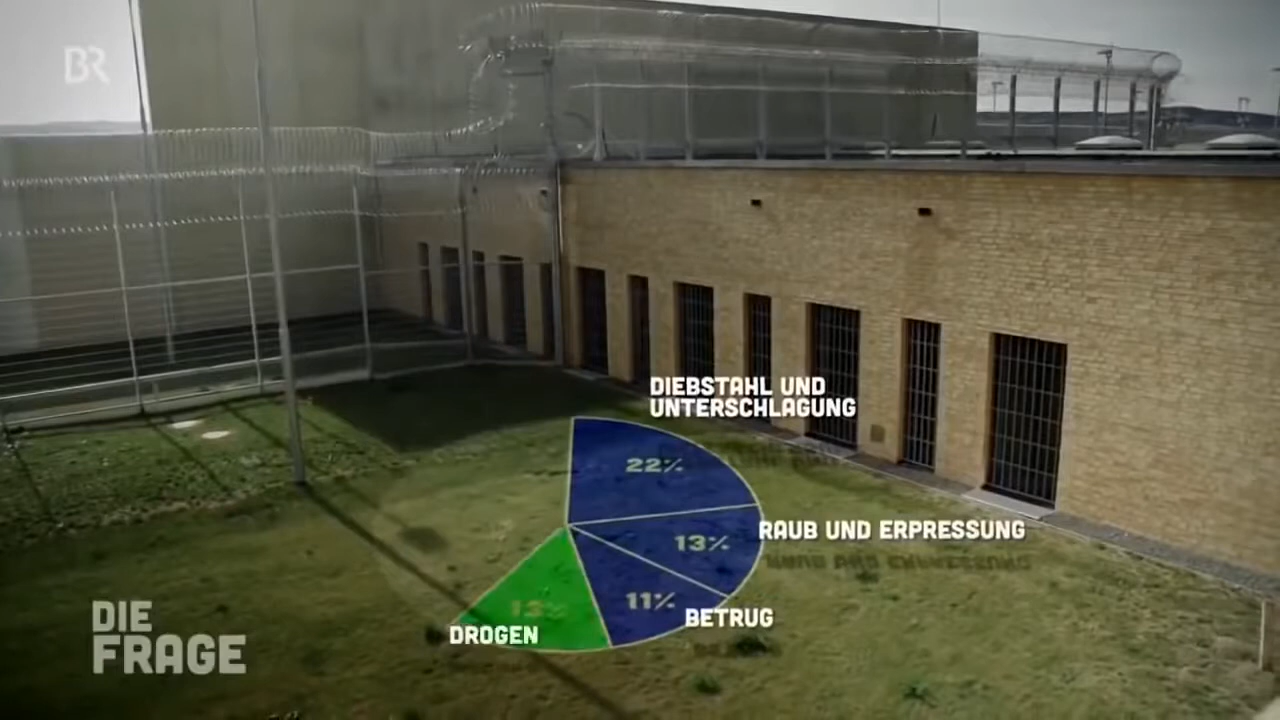 BR
DIEBSTAHL UND
UNTERSCHLAGUNG
22%
RAUB UND ERPRESSUNG
13%
11%
BETRUG
DROGEN
DIE
FRAGE